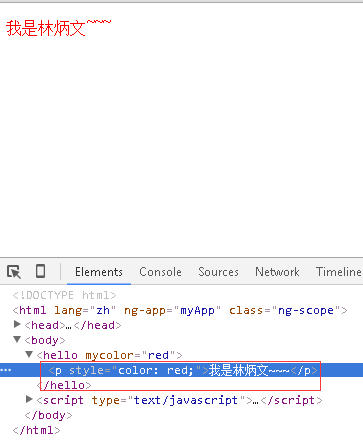 我是林炳文~~~
Elements Console Sources Network Timeline
<!DOCTYPE html>
<html lang="zh" ng-app="myApp" class="ng-scope">
▶<head>…</head>
▼<body>
▼<hello mycolor="red">
<p style="color: red;">我是林炳文~~~</p>
</hello>
▶<script type="text/javascript">…</script>
</body>
</html>